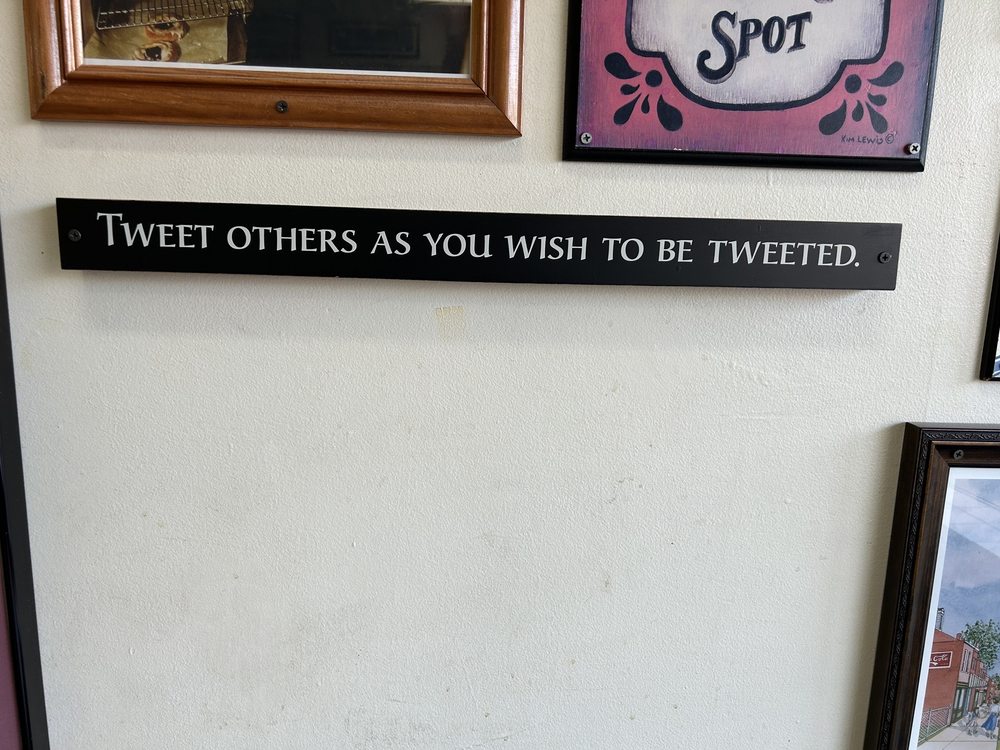 SPOT
KIM LEWIS ©
TWEET OTHERS AS YOU WISH TO BE TWEETED.